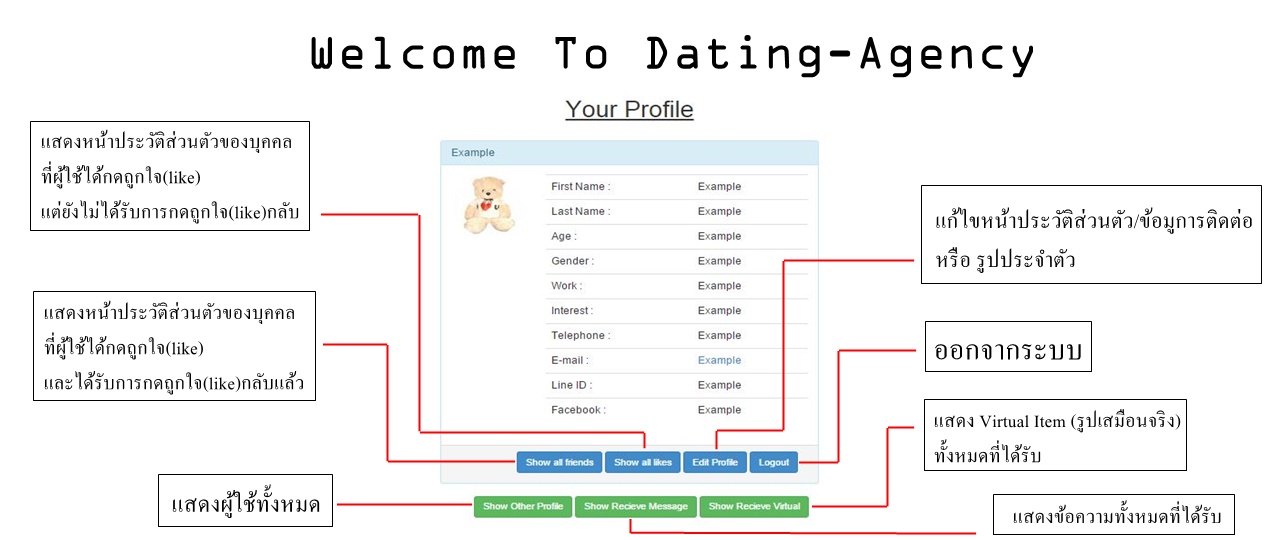 Welcome To Dating-Agency
Your Profile
แสดงหน้าประวัติส่วนตัวของบุคคล
ที่ผู้ใช้ได้กดถูกใจ(like)
แต่ยังไม่ได้รับการกดถูกใจ(like)กลับ
แสดงหน้าประวัติส่วนตัวของบุคคล
ที่ผู้ใช้ได้กดถูกใจ(like)
และได้รับการกดถูกใจ(like)กลับแล้ว
แสดงผู้ใช้ทั้งหมด
Example
First Name : Example
Last Name : Example
Age : Example
Gender : Example
Work : Example
Interest : Example
Telephone : Example
E-mail : Example
Line ID : Example
Facebook : Example
Show all friends Show all likes Edit Profile Logout
Show Other Profile Show Recieve Message Show Recieve Virtual
แก้ไขหน้าประวัติส่วนตัว/ข้อมูการติดต่อ
หรือ รูปประจำตัว
ออกจากระบบ
แสดง Virtual Item (รูปเสมือนจริง)
ทั้งหมดที่ได้รับ
แสดงข้อความทั้งหมดที่ได้รับ